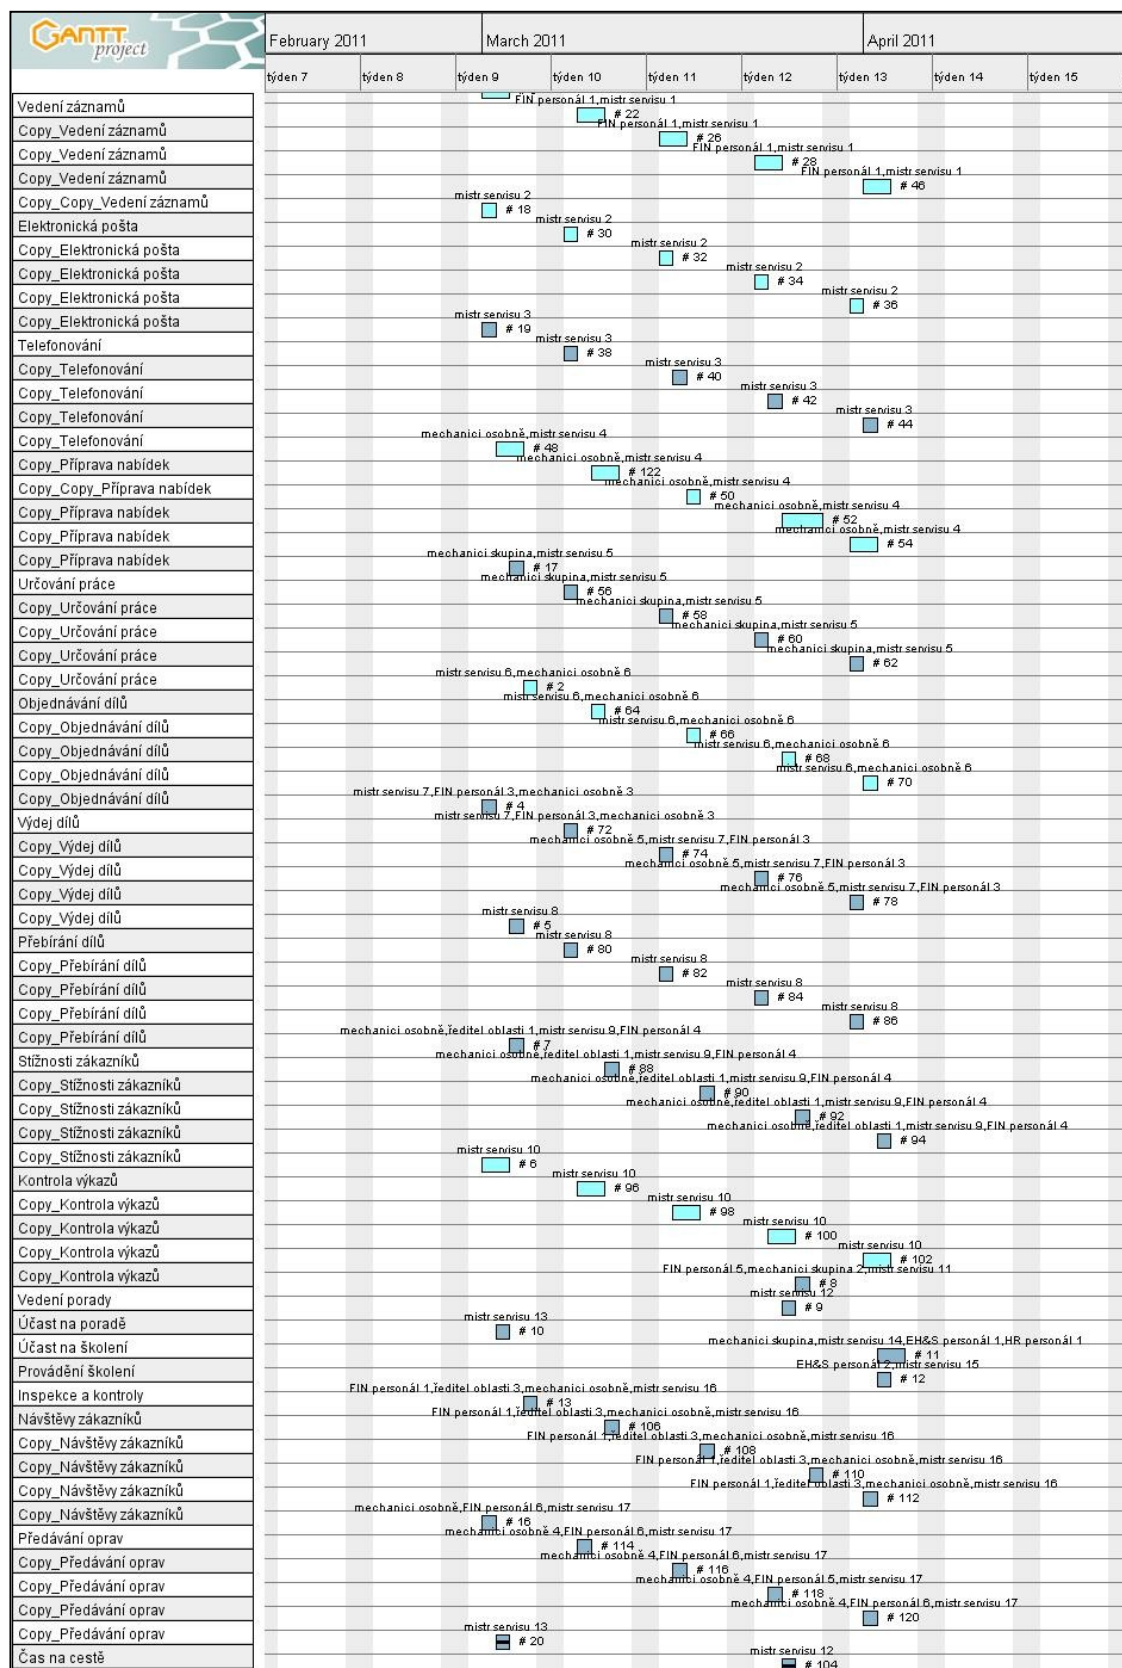 GANTT
project
February 2011
March 2011
April 2011
týden 7
týden 8
týden 9
týden 10
týden 11
týden 12
týden 13
týden 14
týden 15
Vedení záznamů
FIN personál 1,mistr servisu 1
# 22
Copy_Vedení záznamů
FIN personál 1,mistr servisu 1
# 26
Copy_Vedení záznamů
FIN personál 1,mistr servisu 1
# 28
Copy_Vedení záznamů
FIN personál 1,mistr servisu 1
# 46
Copy_Copy_Vedení záznamů
mistr servisu 2
# 18
Elektronická pošta
mistr servisu 2
# 30
Copy_Elektronická pošta
mistr servisu 2
# 32
Copy_Elektronická pošta
mistr servisu 2
# 34
Copy_Elektronická pošta
mistr servisu 2
# 36
Copy_Elektronická pošta
mistr servisu 3
# 19
Telefonování
mistr servisu 3
# 38
Copy_Telefonování
mistr servisu 3
# 40
Copy_Telefonování
mistr servisu 3
# 42
Copy_Telefonování
mistr servisu 3
# 44
Copy_Telefonování
mechanici osobně,mistr servisu 4
# 48
Copy_Příprava nabídek
mechanici osobně,mistr servisu 4
# 122
Copy_Copy_Příprava nabídek
mechanici osobně,mistr servisu 4
# 50
Copy_Příprava nabídek
mechanici osobně,mistr servisu 4
# 52
Copy_Příprava nabídek
mechanici osobně,mistr servisu 4
# 54
Copy_Příprava nabídek
mechanici skupina,mistr servisu 5
# 17
Určování práce
mechanici skupina,mistr servisu 5
# 56
Copy_Určování práce
mechanici skupina,mistr servisu 5
# 58
Copy_Určování práce
mechanici skupina,mistr servisu 5
# 60
Copy_Určování práce
mechanici skupina,mistr servisu 5
# 62
Copy_Určování práce
mistr servisu 6,mechanici osobně 6
# 2
Objednávání dílů
mistr servisu 6,mechanici osobně 6
# 64
Copy_Objednávání dílů
mistr servisu 6,mechanici osobně 6
# 66
Copy_Objednávání dílů
mistr servisu 6,mechanici osobně 6
# 68
Copy_Objednávání dílů
mistr servisu 6,mechanici osobně 6
# 70
Copy_Objednávání dílů
mistr servisu 7,FIN personál 3,mechanici osobně 3
# 4
Výdej dílů
mistr servisu 7,FIN personál 3,mechanici osobně 3
# 72
Copy_Výdej dílů
mechanici osobně 5,mistr servisu 7,FIN personál 3
# 74
Copy_Výdej dílů
mechanici osobně 5,mistr servisu 7,FIN personál 3
# 76
Copy_Výdej dílů
mechanici osobně 5,mistr servisu 7,FIN personál 3
# 78
Copy_Výdej dílů
mistr servisu 8
# 5
Přebírání dílů
mistr servisu 8
# 80
Copy_Přebírání dílů
mistr servisu 8
# 82
Copy_Přebírání dílů
mistr servisu 8
# 84
Copy_Přebírání dílů
mistr servisu 8
# 86
Copy_Přebírání dílů
mechanici osobně,ředitel oblasti 1,mistr servisu 9,FIN personál 4
# 7
Stížnosti zákazníků
mechanici osobně,ředitel oblasti 1,mistr servisu 9,FIN personál 4
# 88
Copy_Stížnosti zákazníků
mechanici osobně,ředitel oblasti 1,mistr servisu 9,FIN personál 4
# 90
Copy_Stížnosti zákazníků
mechanici osobně,ředitel oblasti 1,mistr servisu 9,FIN personál 4
# 92
Copy_Stížnosti zákazníků
mechanici osobně,ředitel oblasti 1,mistr servisu 9,FIN personál 4
# 94
Copy_Stížnosti zákazníků
mistr servisu 10
# 6
Kontrola výkazů
mistr servisu 10
# 96
Copy_Kontrola výkazů
mistr servisu 10
# 98
Copy_Kontrola výkazů
mistr servisu 10
# 100
Copy_Kontrola výkazů
mistr servisu 10
# 102
Copy_Kontrola výkazů
FIN personál 5,mechanici skupina 2,mistr servisu 11
# 8
Vedení porady
mistr servisu 12
# 9
Účast na poradě
mistr servisu 13
# 10
Účast na školení
mechanici skupina,mistr servisu 14,EH&S personál 1,HR personál 1
# 11
Provádění školení
EH&S personál 2,mistr servisu 15
# 12
Inspekce a kontroly
FIN personál 1,ředitel oblasti 3,mechanici osobně,mistr servisu 16
# 13
Návštěvy zákazníků
FIN personál 1,ředitel oblasti 3,mechanici osobně,mistr servisu 16
# 106
Copy_Návštěvy zákazníků
FIN personál 1,ředitel oblasti 3,mechanici osobně,mistr servisu 16
# 108
Copy_Návštěvy zákazníků
FIN personál 1,ředitel oblasti 3,mechanici osobně,mistr servisu 16
# 110
Copy_Návštěvy zákazníků
FIN personál 1,ředitel oblasti 3,mechanici osobně,mistr servisu 16
# 112
Copy_Návštěvy zákazníků
mechanici osobně,FIN personál 6,mistr servisu 17
# 16
Předávání oprav
mechanici osobně 4,FIN personál 6,mistr servisu 17
# 114
Copy_Předávání oprav
mechanici osobně 4,FIN personál 6,mistr servisu 17
# 116
Copy_Předávání oprav
mechanici osobně 4,FIN personál 5,mistr servisu 17
# 118
Copy_Předávání oprav
mechanici osobně 4,FIN personál 6,mistr servisu 17
# 120
Copy_Předávání oprav
mistr servisu 13
# 20
Čas na cestě
mistr servisu 12
# 104